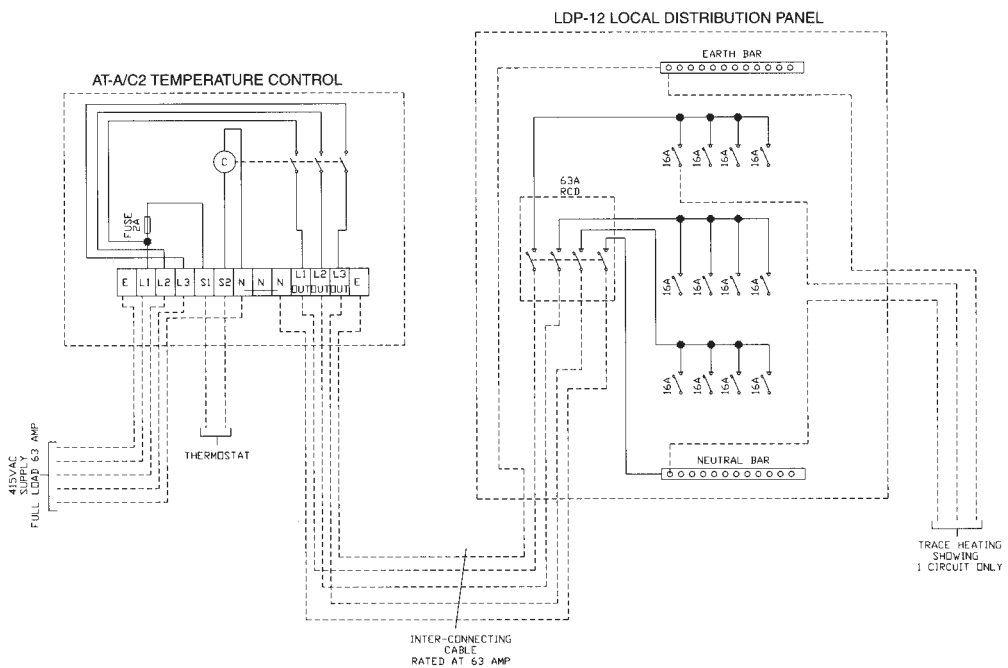 LDP-12 LOCAL DISTRIBUTION PANEL
EARTH BAR
AT-A/C2 TEMPERATURE CONTROL
C
FUSE
2A
E L1 L2 L3 S1 S2 N N N L1 L2 L3 E
OUT OUT OUT
16A 16A 16A 16A
63A
RCD
16A 16A 16A 16A
16A 16A 16A 16A
NEUTRAL BAR
THERMOSTAT
415VAC
SUPPLY
FULL LOAD 63 AMP
TRACE HEATING
SHOWING
1 CIRCUIT ONLY
INTER-CONNECTING
CABLE
RATED AT 63 AMP